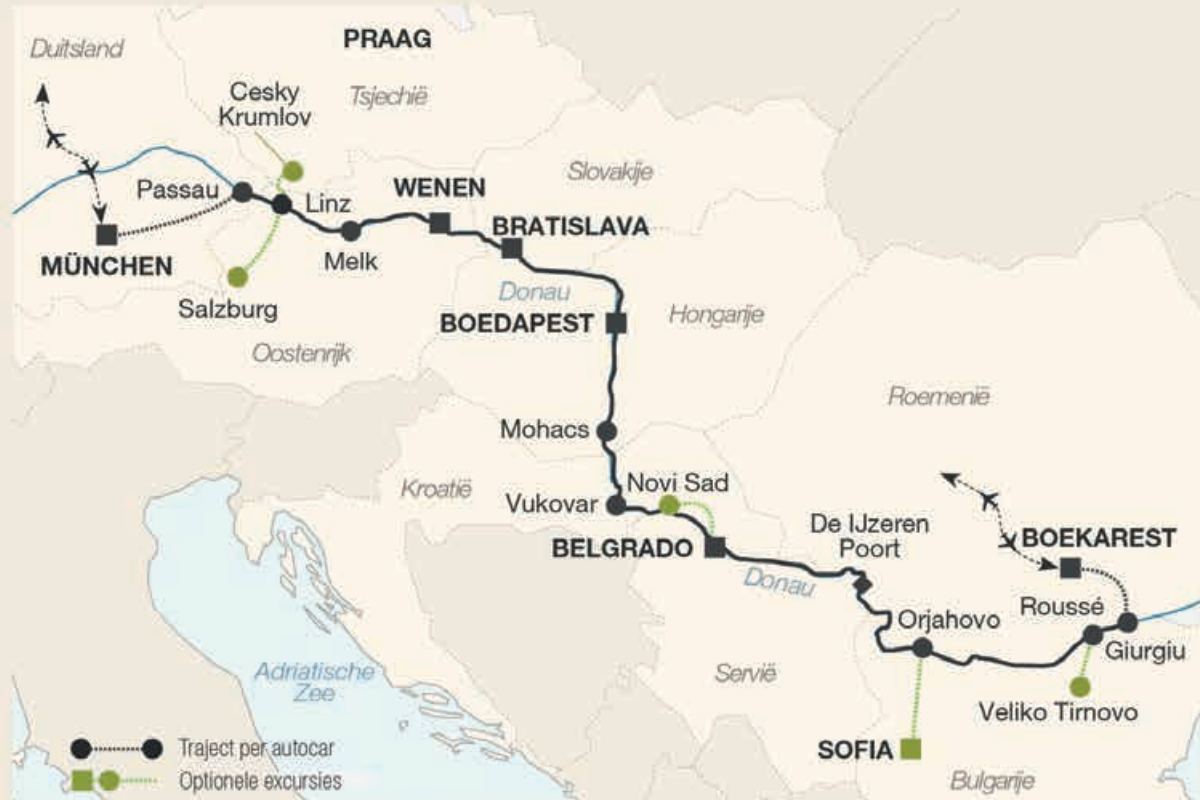 Duitsland
PRAAG
Tsjechië
Cesky
Krumlov
Slovakije
Passau
Linz
WENEN
BRATISLAVA
MÜNCHEN
Melk
Salzburg
Donau
BOEDAPEST
Hongarije
Oostenrijk
Roemenië
Mohacs
Kroatië
Vukovar
Novi Sad
BELGRADO
De IJzeren
Poort
BOEKAREST
Donau
Orjahovo
Roussé
Giurgiu
Adriatische
Zee
Servië
Veliko Tirnovo
SOFIA
Bulgarije
Traject per autocar
Optionele excursies